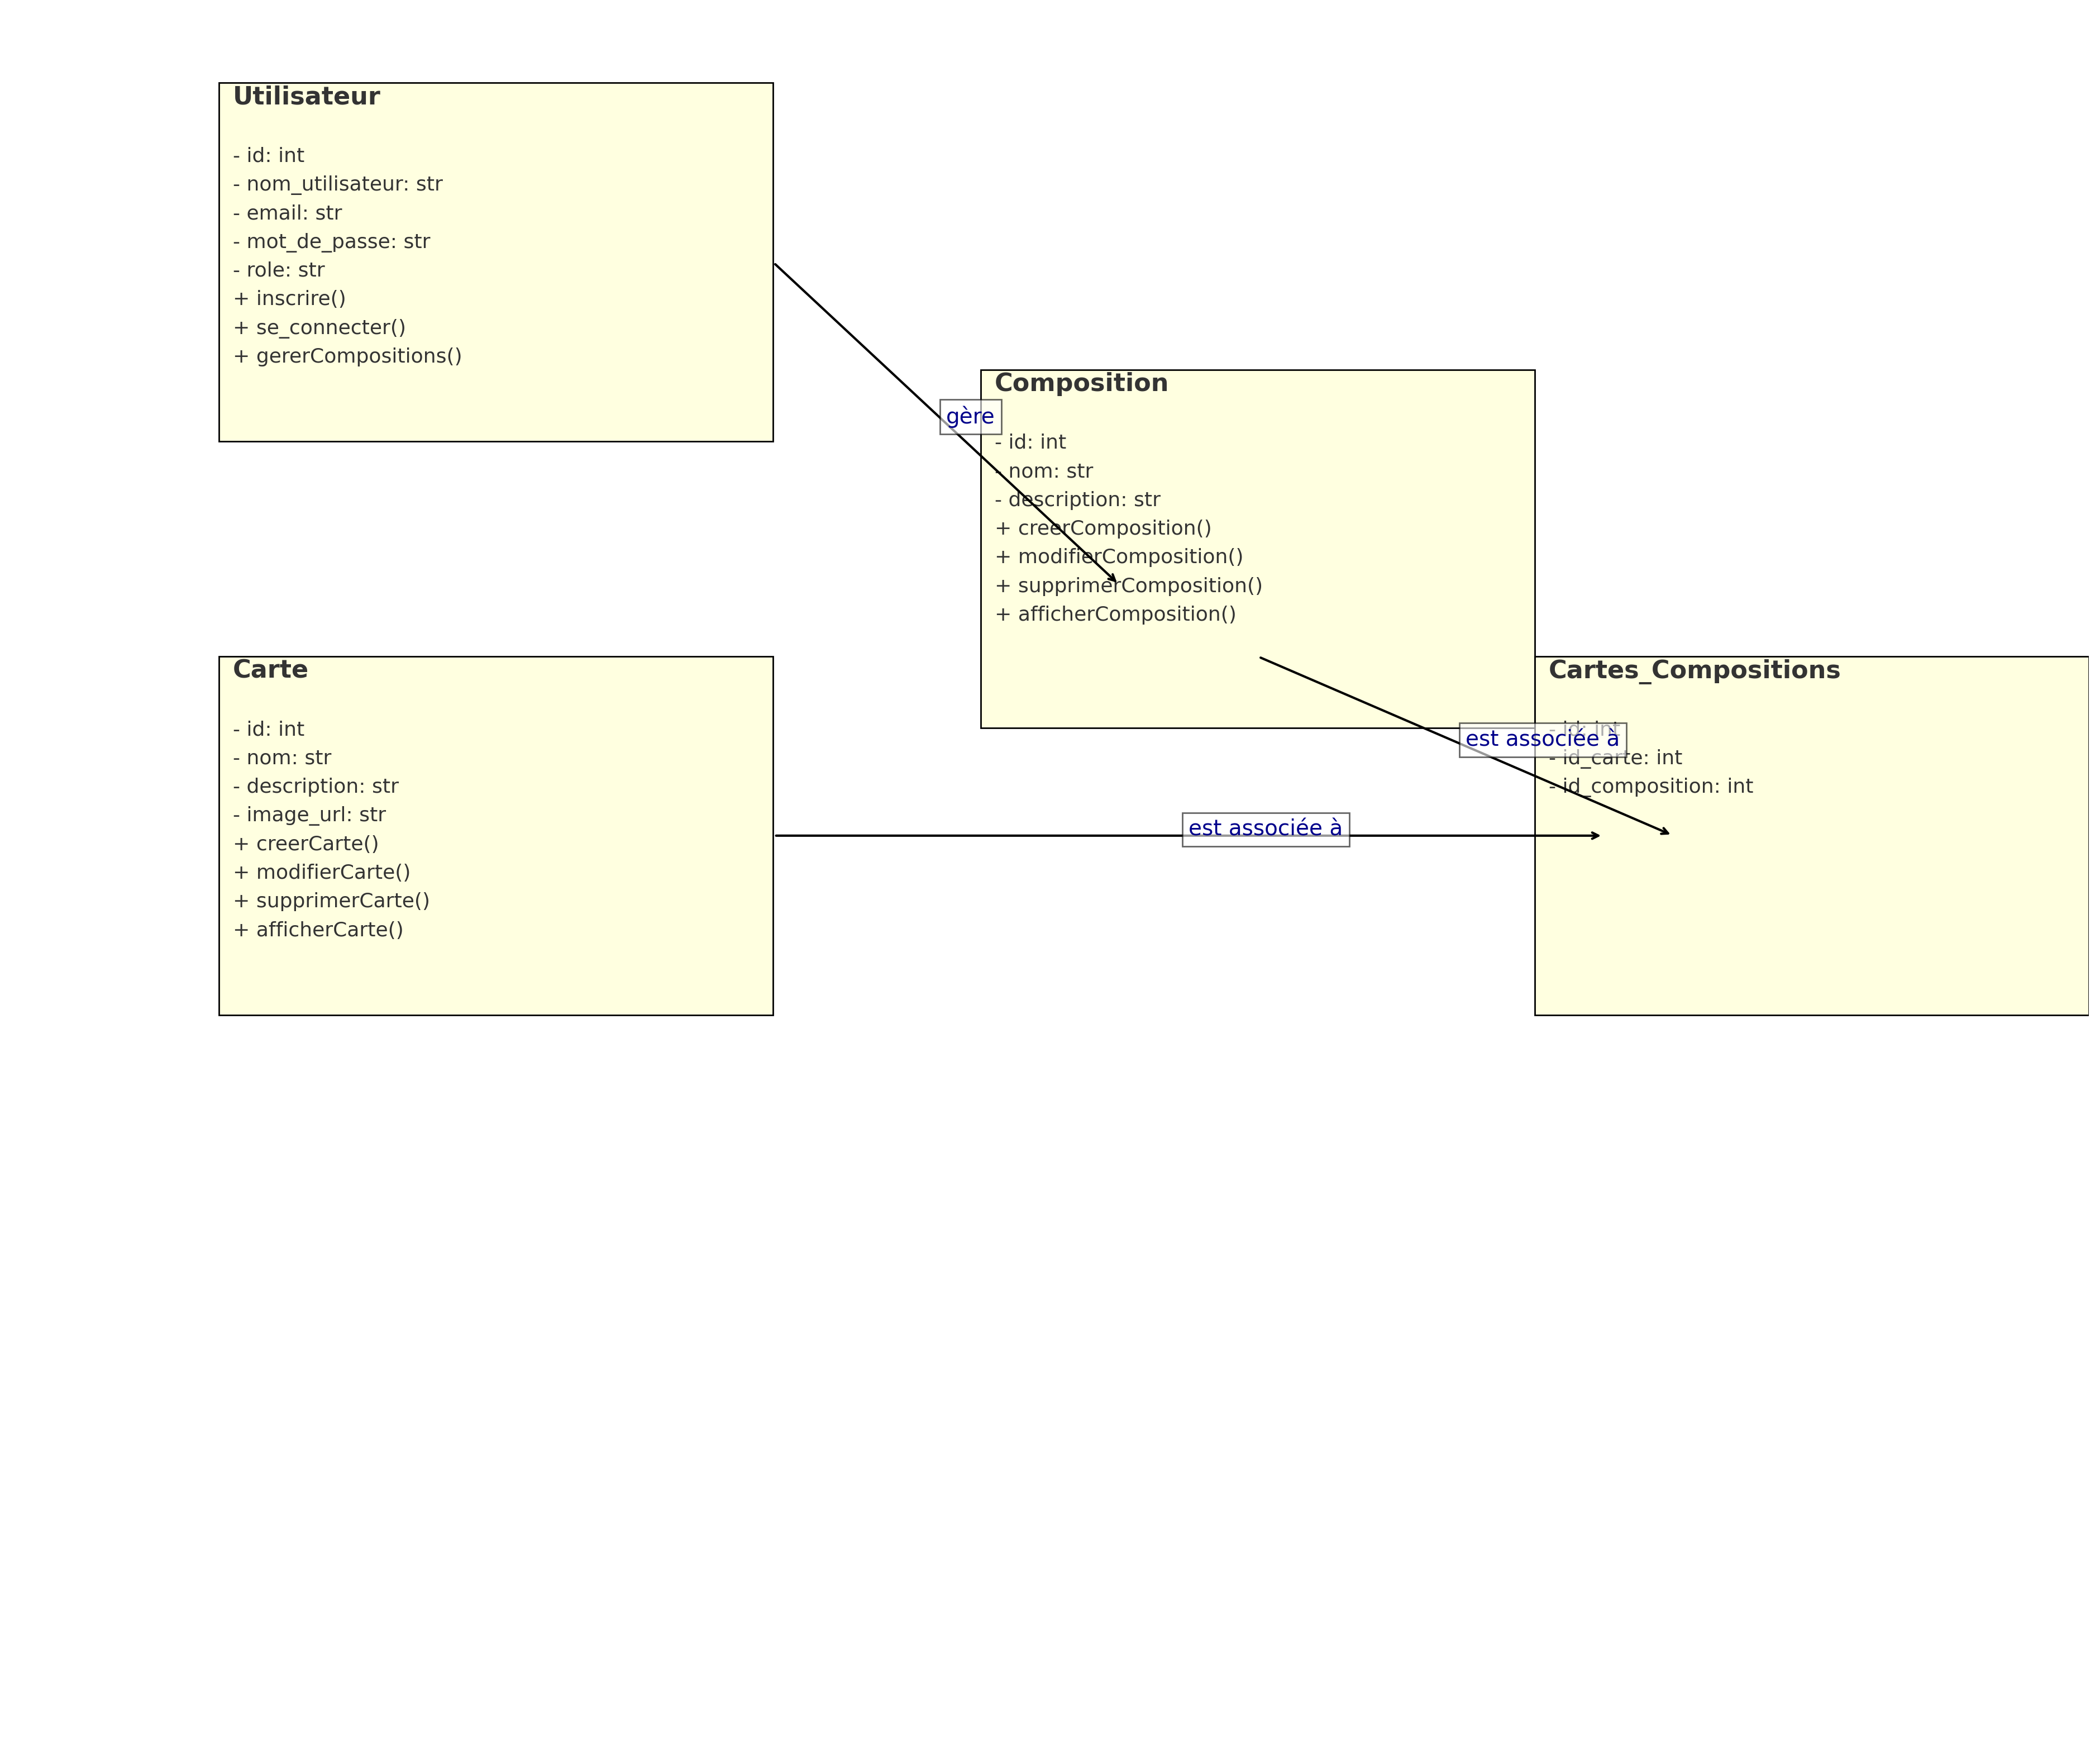 Utilisateur
- id: int
- nom_utilisateur: str
- email: str
- mot_de_passe: str
- role: str
+ inscrire()
+ se_connecter()
+ gererCompositions()
gère
Composition
- id: int
- nom: str
- description: str
+ creerComposition()
+ modifierComposition()
+ supprimerComposition()
+ afficherComposition()
Carte
- id: int
- nom: str
- description: str
- image_url: str
+ creerCarte()
+ modifierCarte()
+ supprimerCarte()
+ afficherCarte()
est associée à
est associée à
Cartes_Compositions
- id: int
- id_carte: int
- id_composition: int